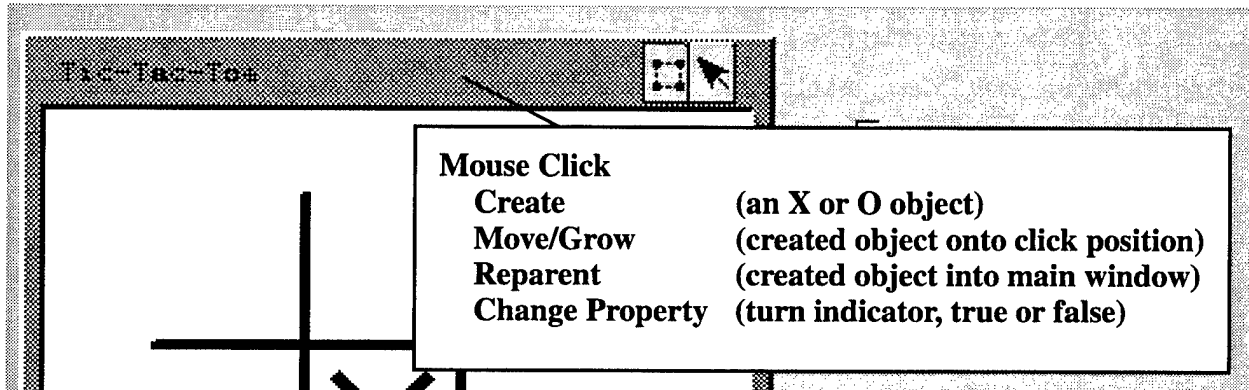 Tic-Tac-Toe
Mouse Click
Create (an X or O object)
Move/Grow (created object onto click position)
Reparent (created object into main window)
Change Property (turn indicator, true or false)